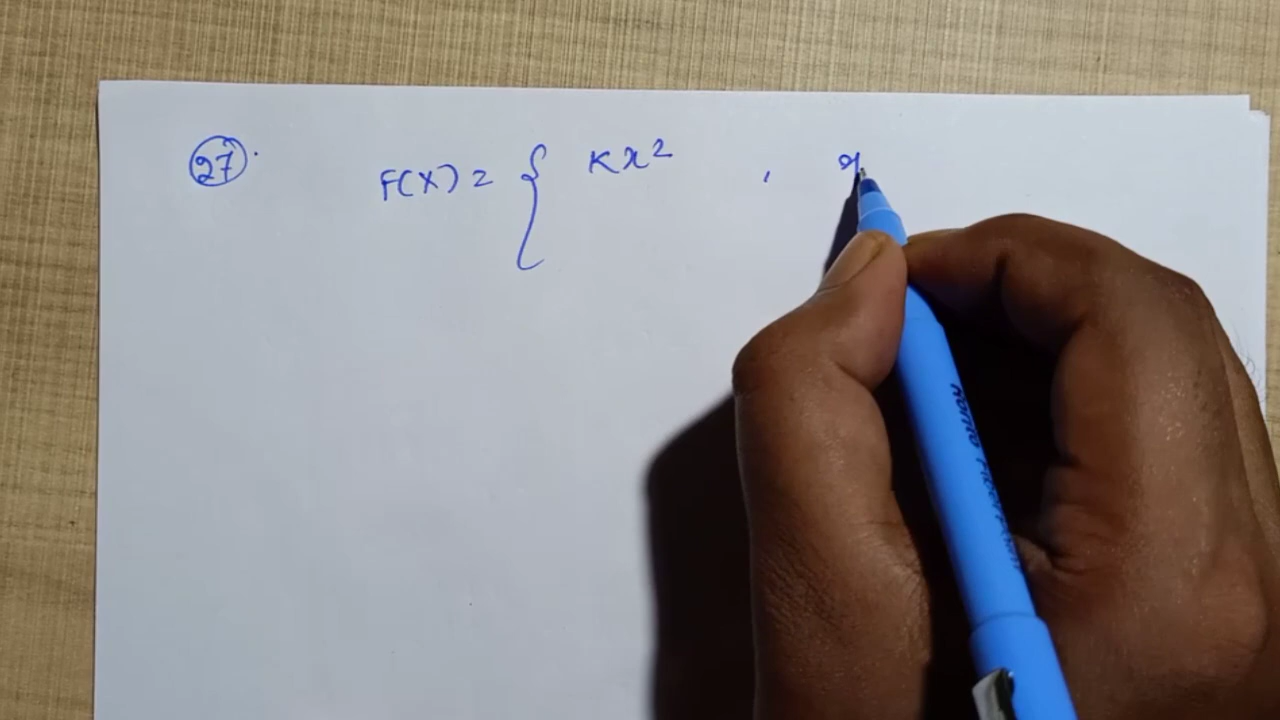 27.
F(X) = { Kx² , x